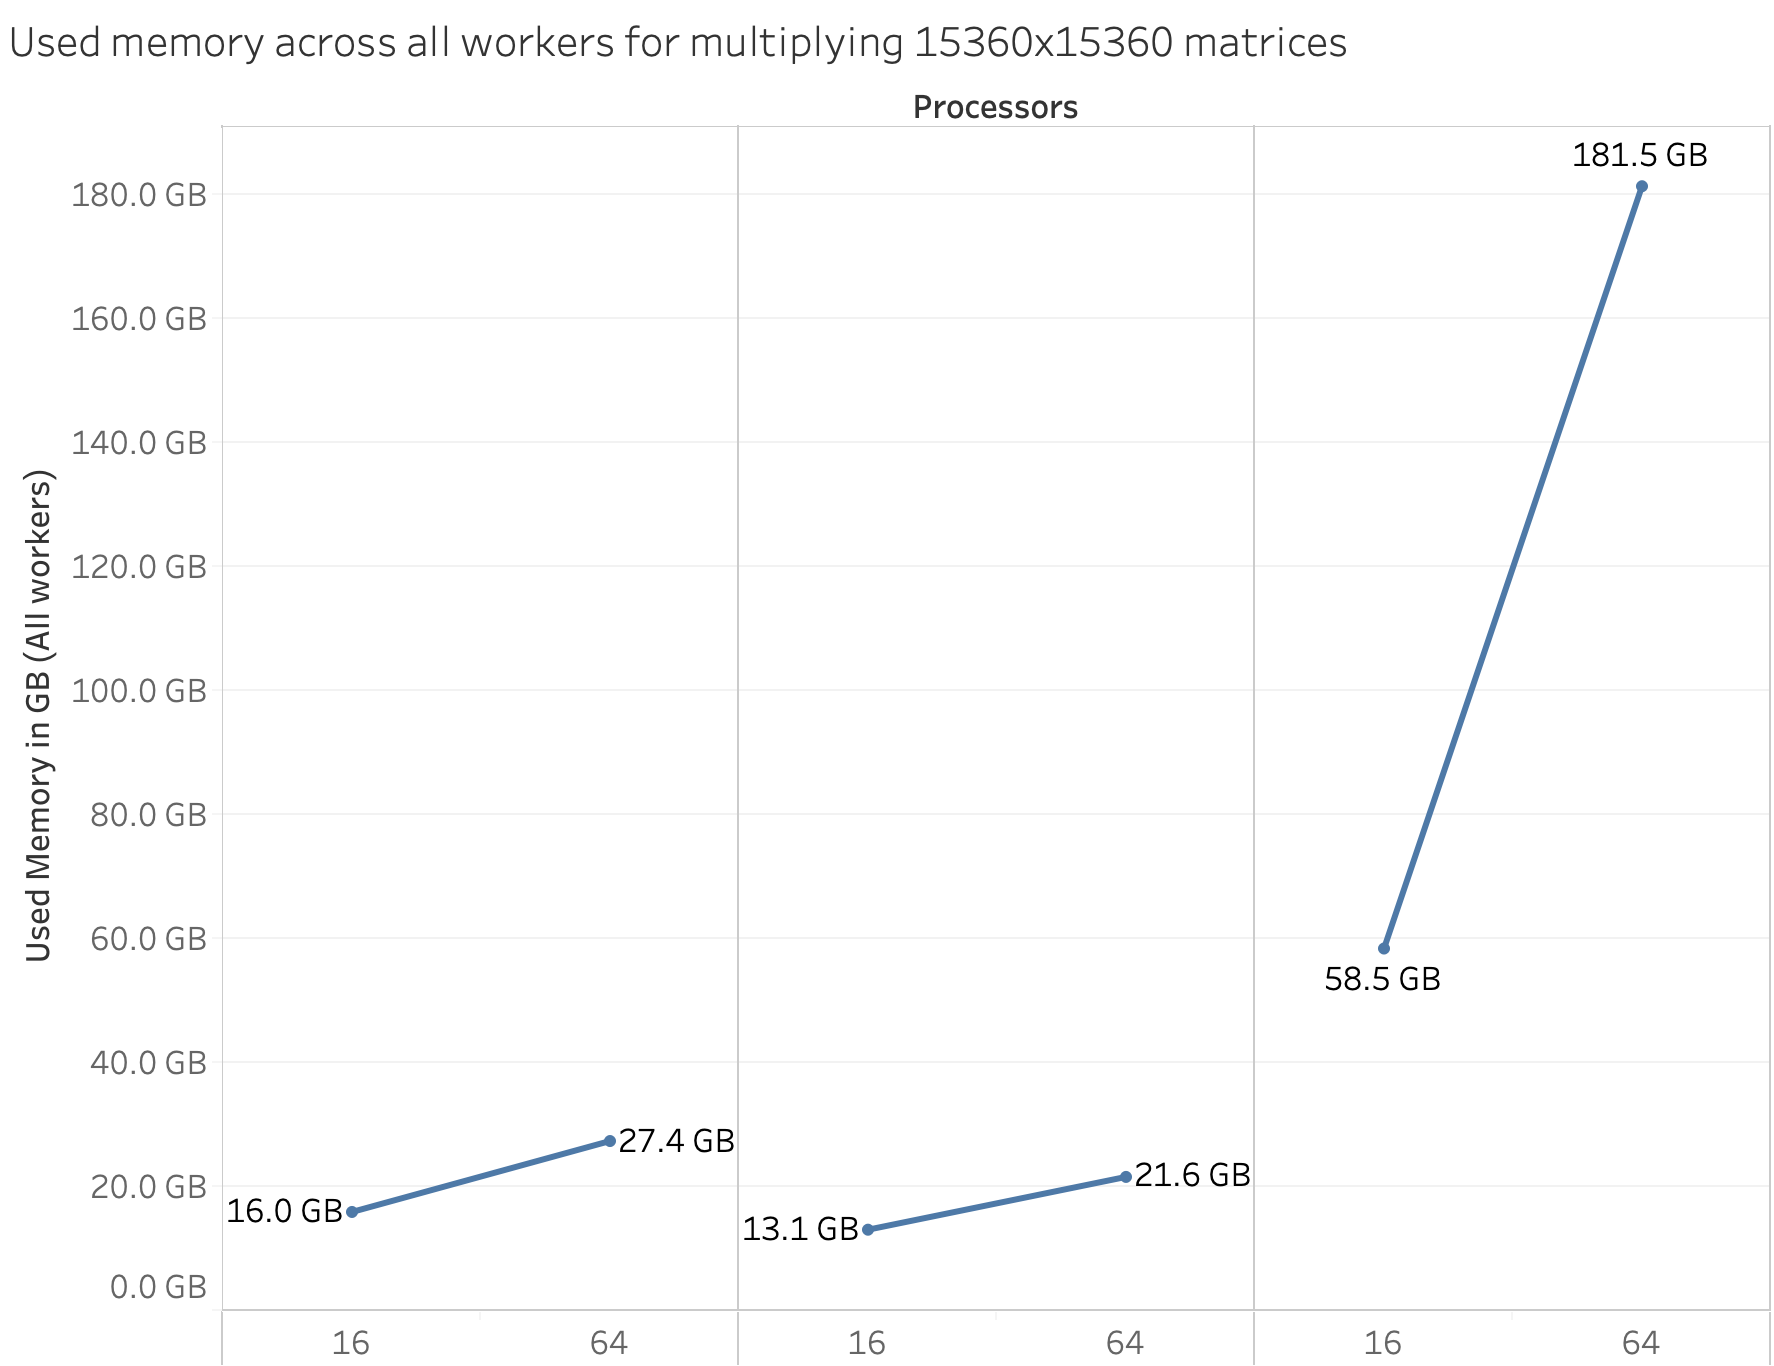 Used memory across all workers for multiplying 15360x15360 matrices
Processors
181.5 GB
180.0 GB
160.0 GB
140.0 GB
120.0 GB
100.0 GB
80.0 GB
60.0 GB
58.5 GB
40.0 GB
27.4 GB
20.0 GB
21.6 GB
16.0 GB
13.1 GB
0.0 GB
Used Memory in GB (All workers)
16 64 16 64 16 64